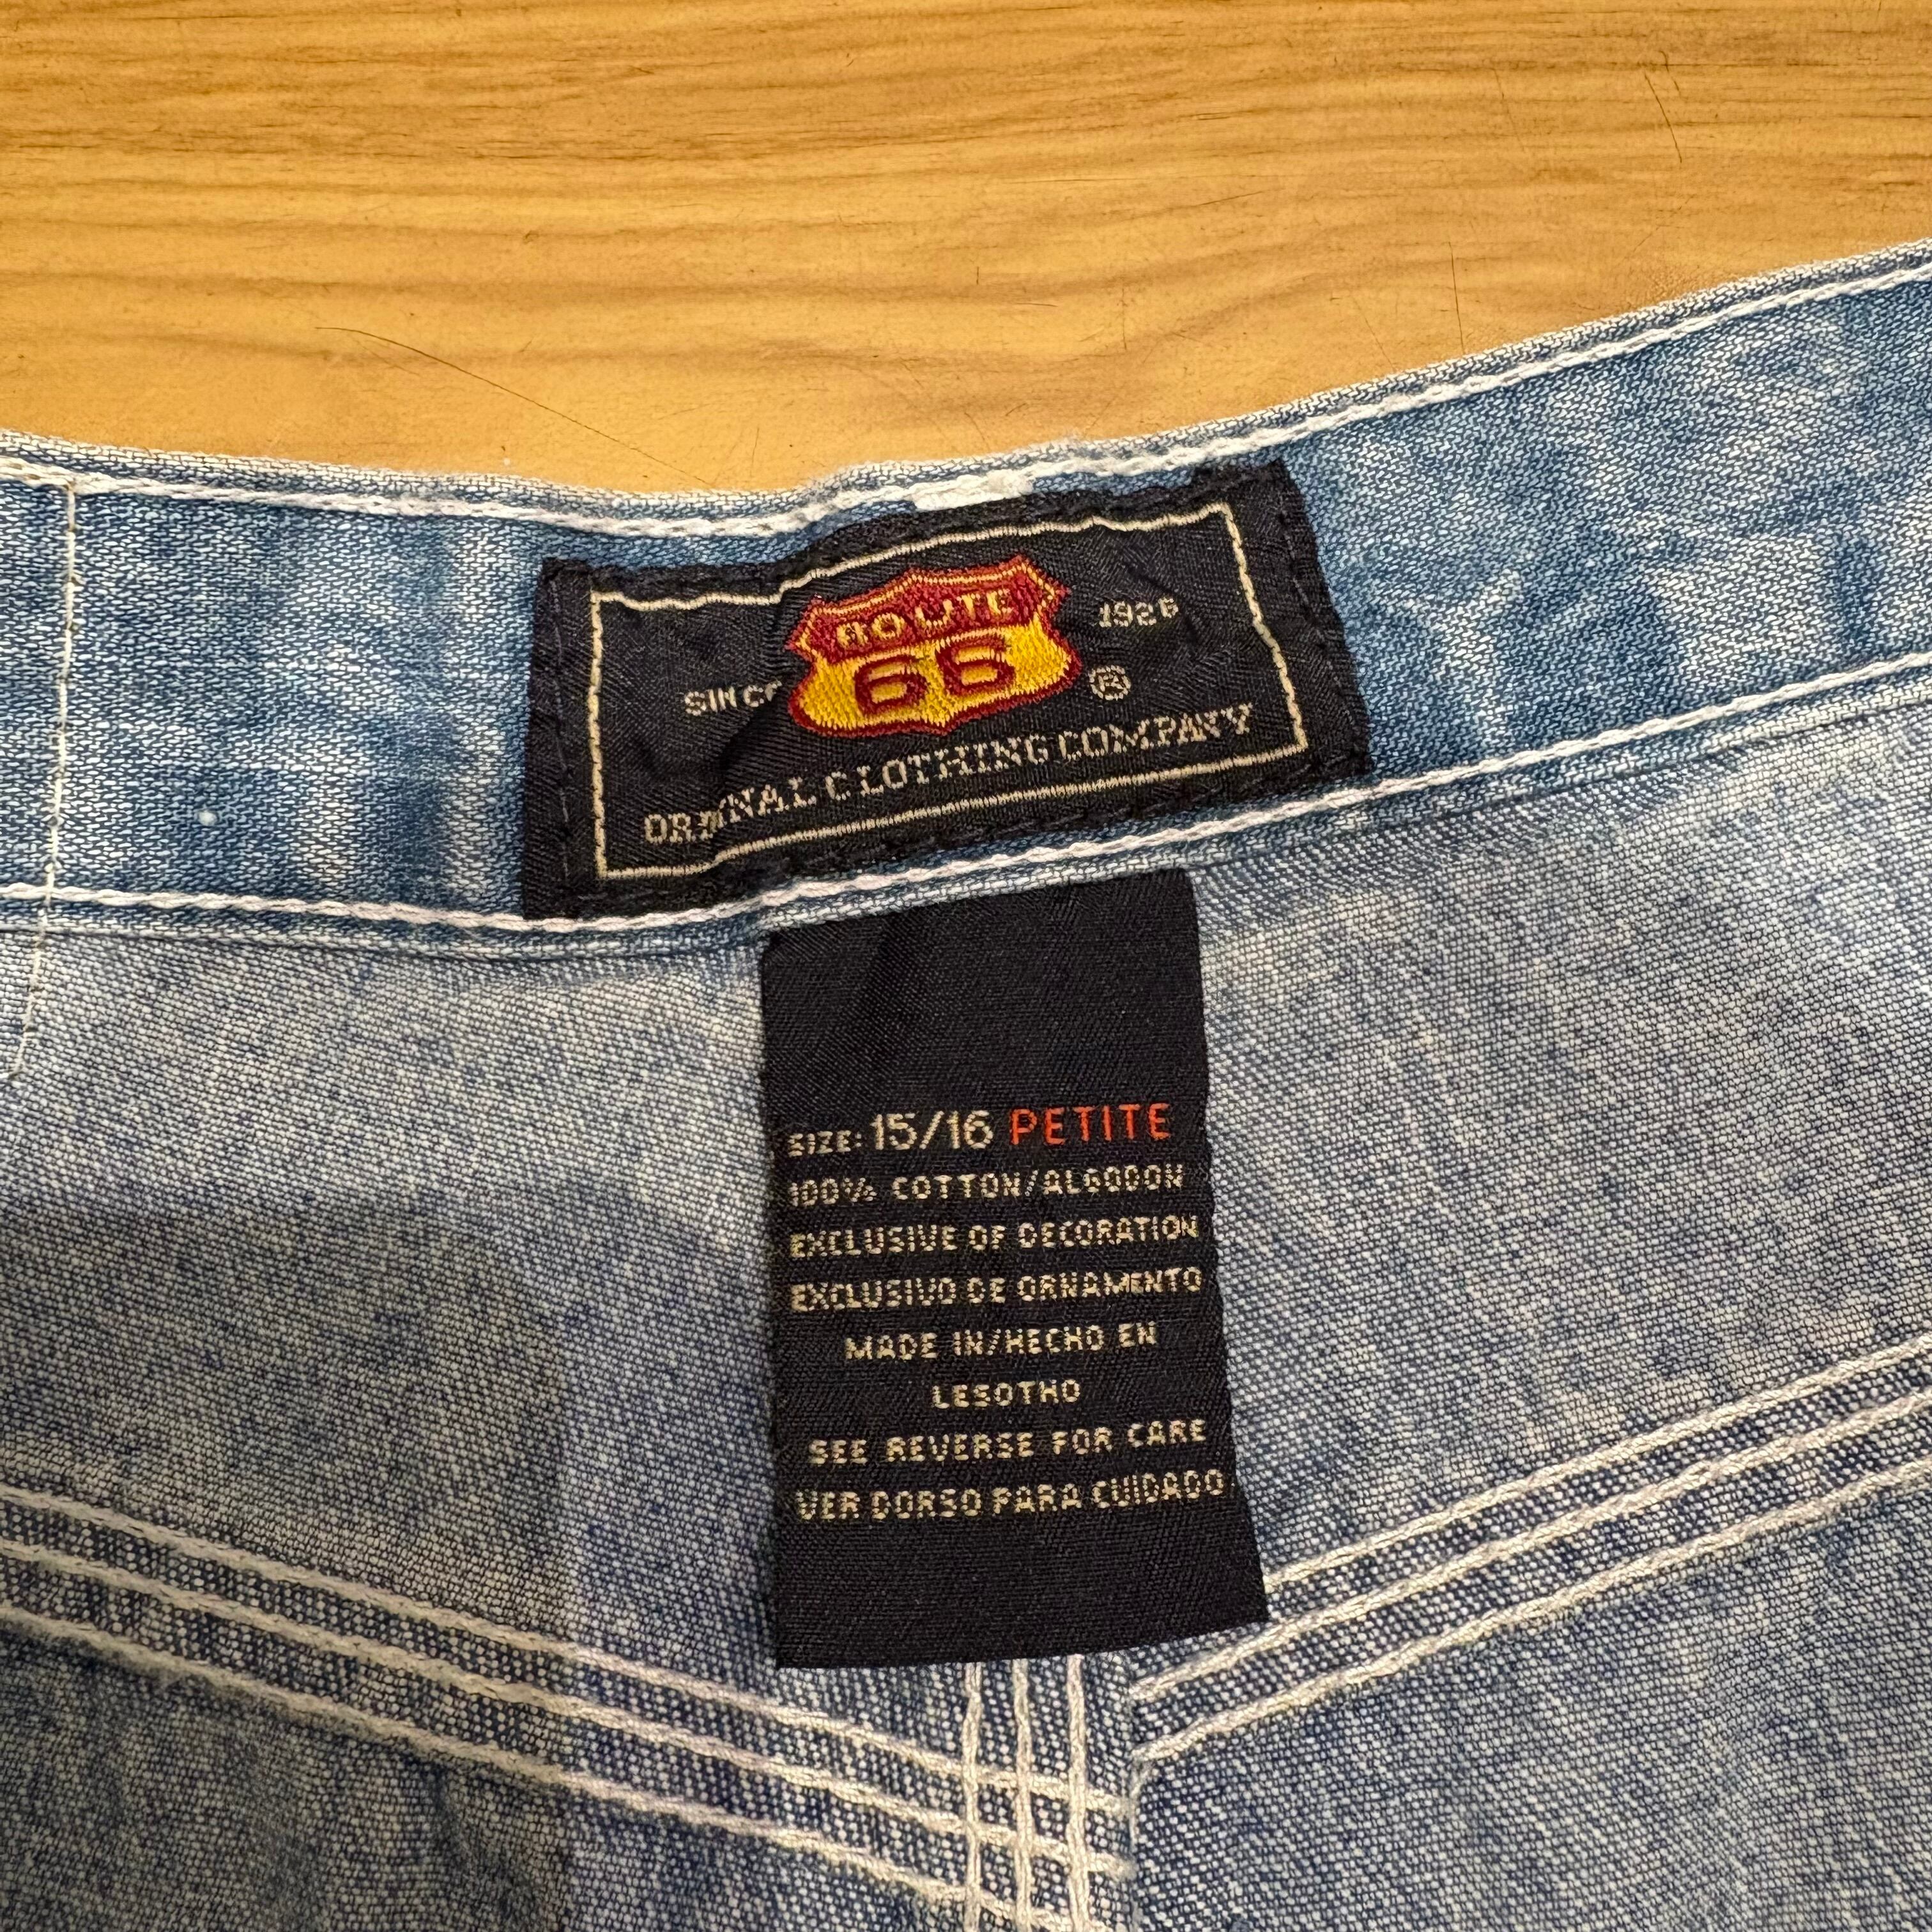 ROUTE
66
SINCE 1926
®
ORIGINAL CLOTHING COMPANY
SIZE: 15/16 PETITE
100% COTTON/ALGODON
EXCLUSIVE OF DECORATION
EXCLUSIVO DE ORNAMENTO
MADE IN/HECHO EN
LESOTHO
SEE REVERSE FOR CARE
VER DORSO PARA CUIDADO